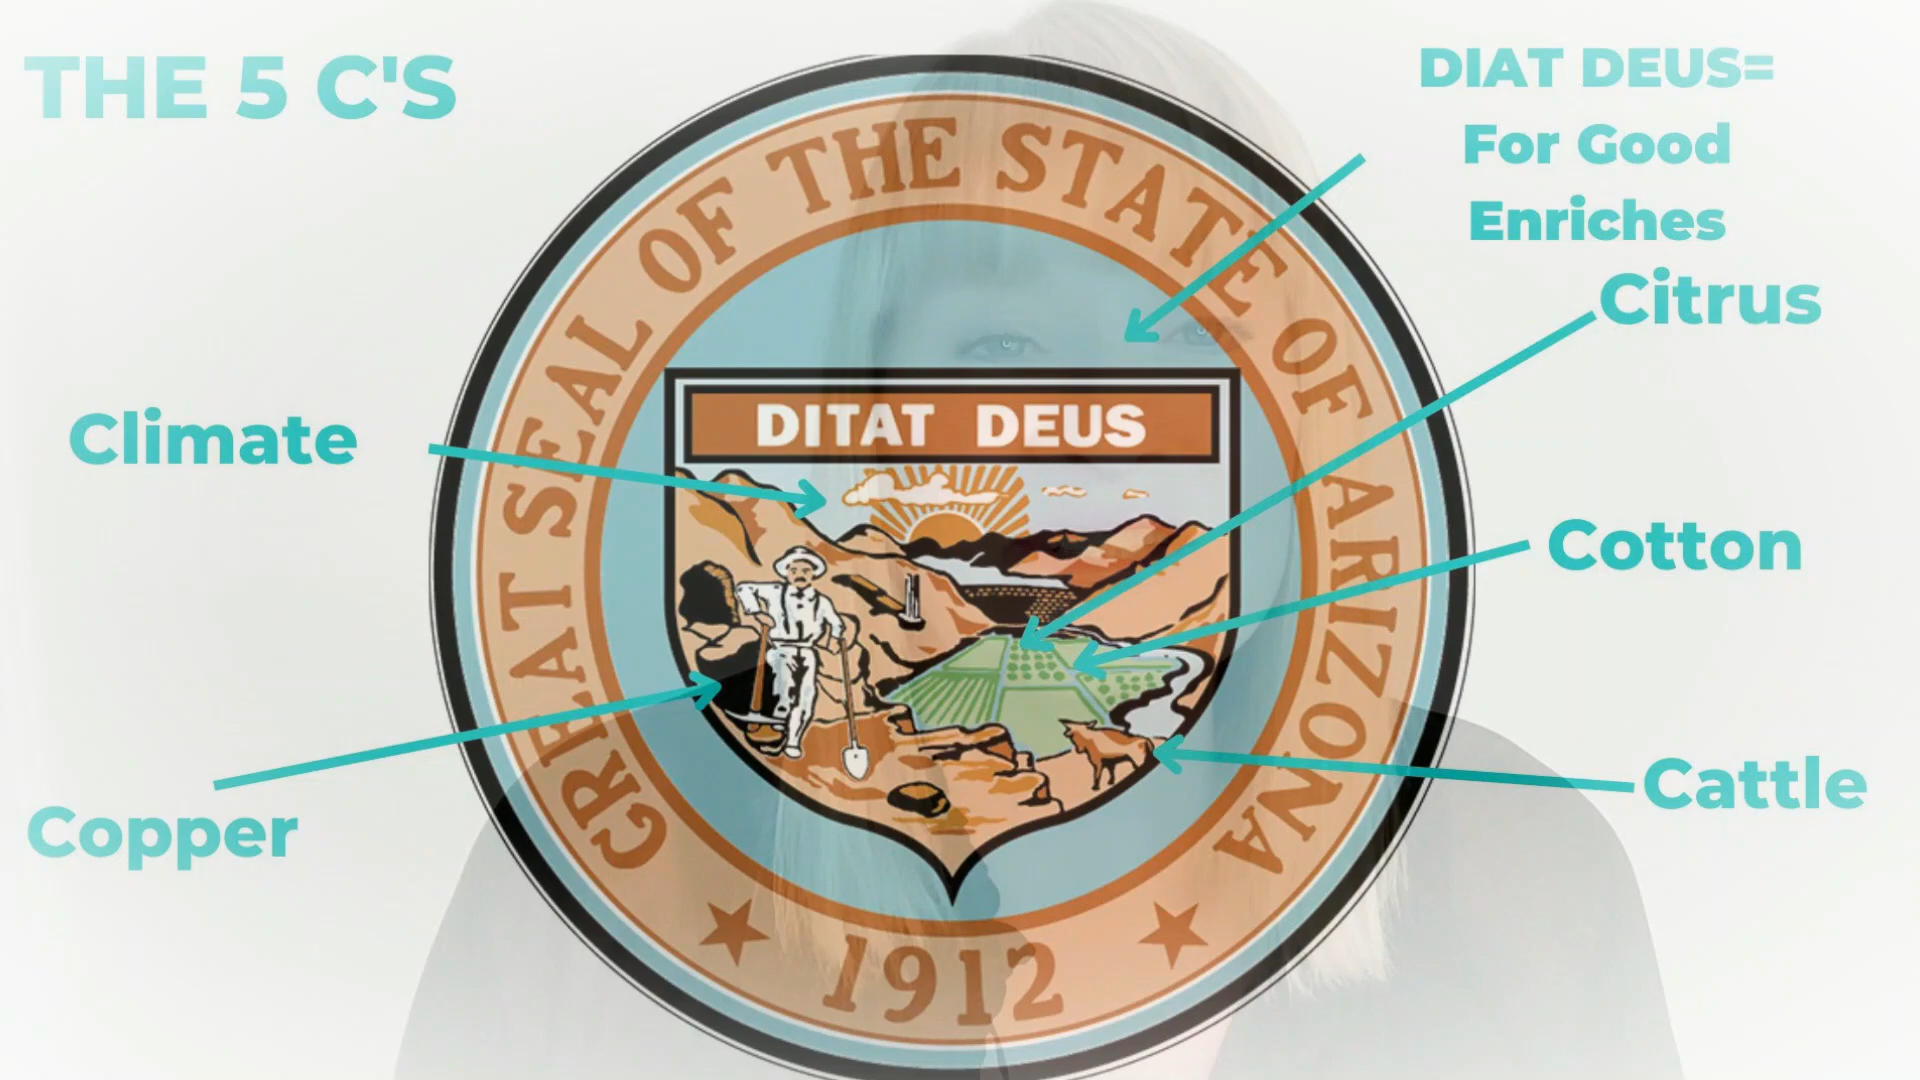 THE 5 C'S
DIAT DEUS=
For Good
Enriches
Citrus
Climate
Cotton
Copper
Cattle
GREAT SEAL OF THE STATE OF ARIZONA
DITAT DEUS
1912